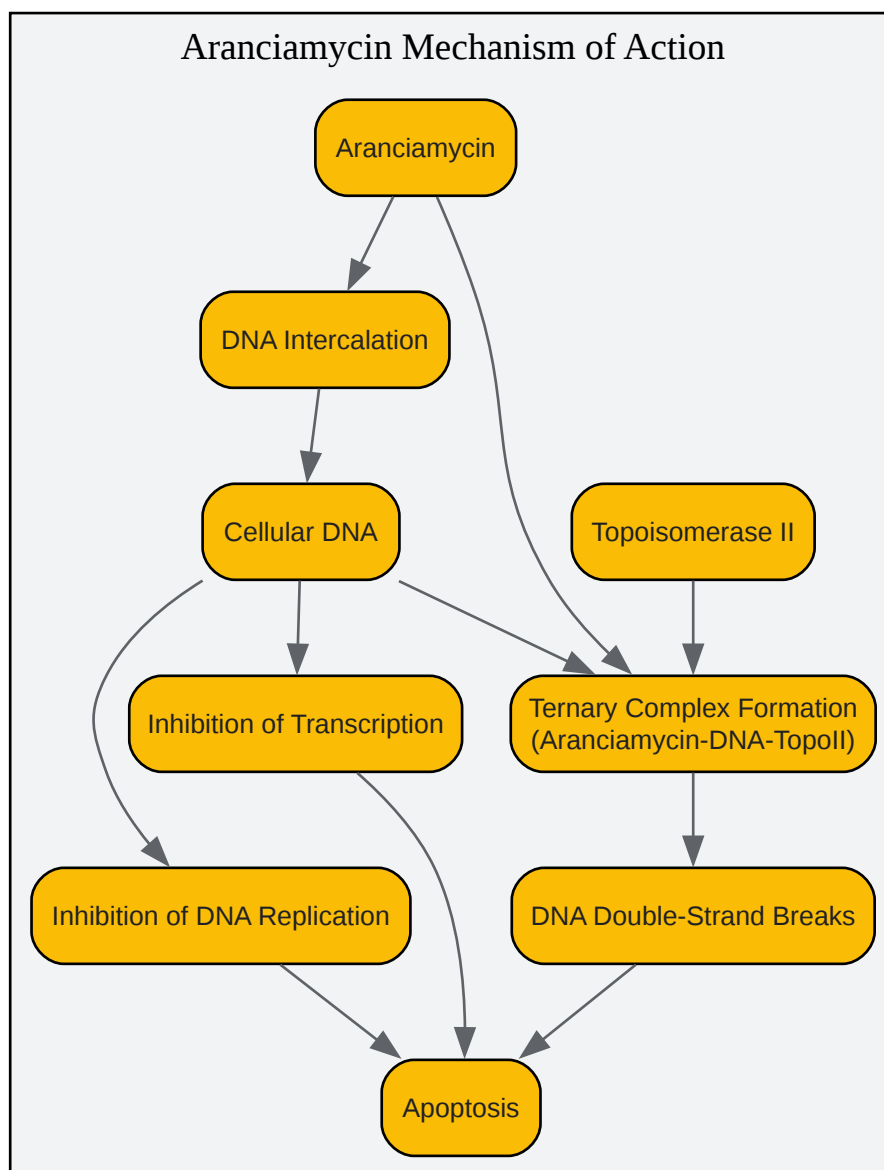 Aranciamycin Mechanism of Action
Aranciamycin
DNA Intercalation
Cellular DNA
Topoisomerase II
Inhibition of Transcription
Ternary Complex Formation
(Aranciamycin-DNA-TopoII)
Inhibition of DNA Replication
DNA Double-Strand Breaks
Apoptosis